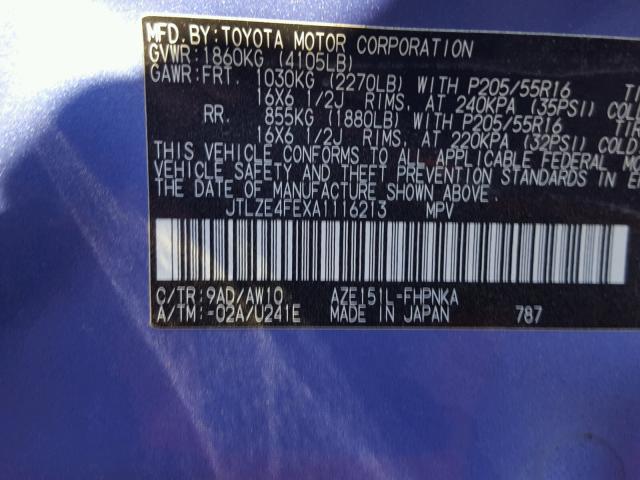 MFD.BY:TOYOTA MOTOR CORPORATION
GVWR:1860KG (4105LB)
GAWR:FRT. 1030KG (2270LB) WITH P205/55R16
16X6 1/2J RIMS, AT 240KPA (35PSI) COL
RR. 855KG (1880LB) WITH P205/55R16
16X6 1/2J RIMS, AT 220KPA (32PSI) COLD
THIS VEHICLE CONFORMS TO ALL APPLICABLE FEDERAL
VEHICLE SAFETY AND THEFT PREVENTION STANDARDS
THE DATE OF MANUFACTURE SHOWN ABOVE.
JTLZE4FEXA1116213 MPV
C/TR:9AD/AW10 AZE151L-FHPNKA
A/TM:-02A/U241E MADE IN JAPAN 787